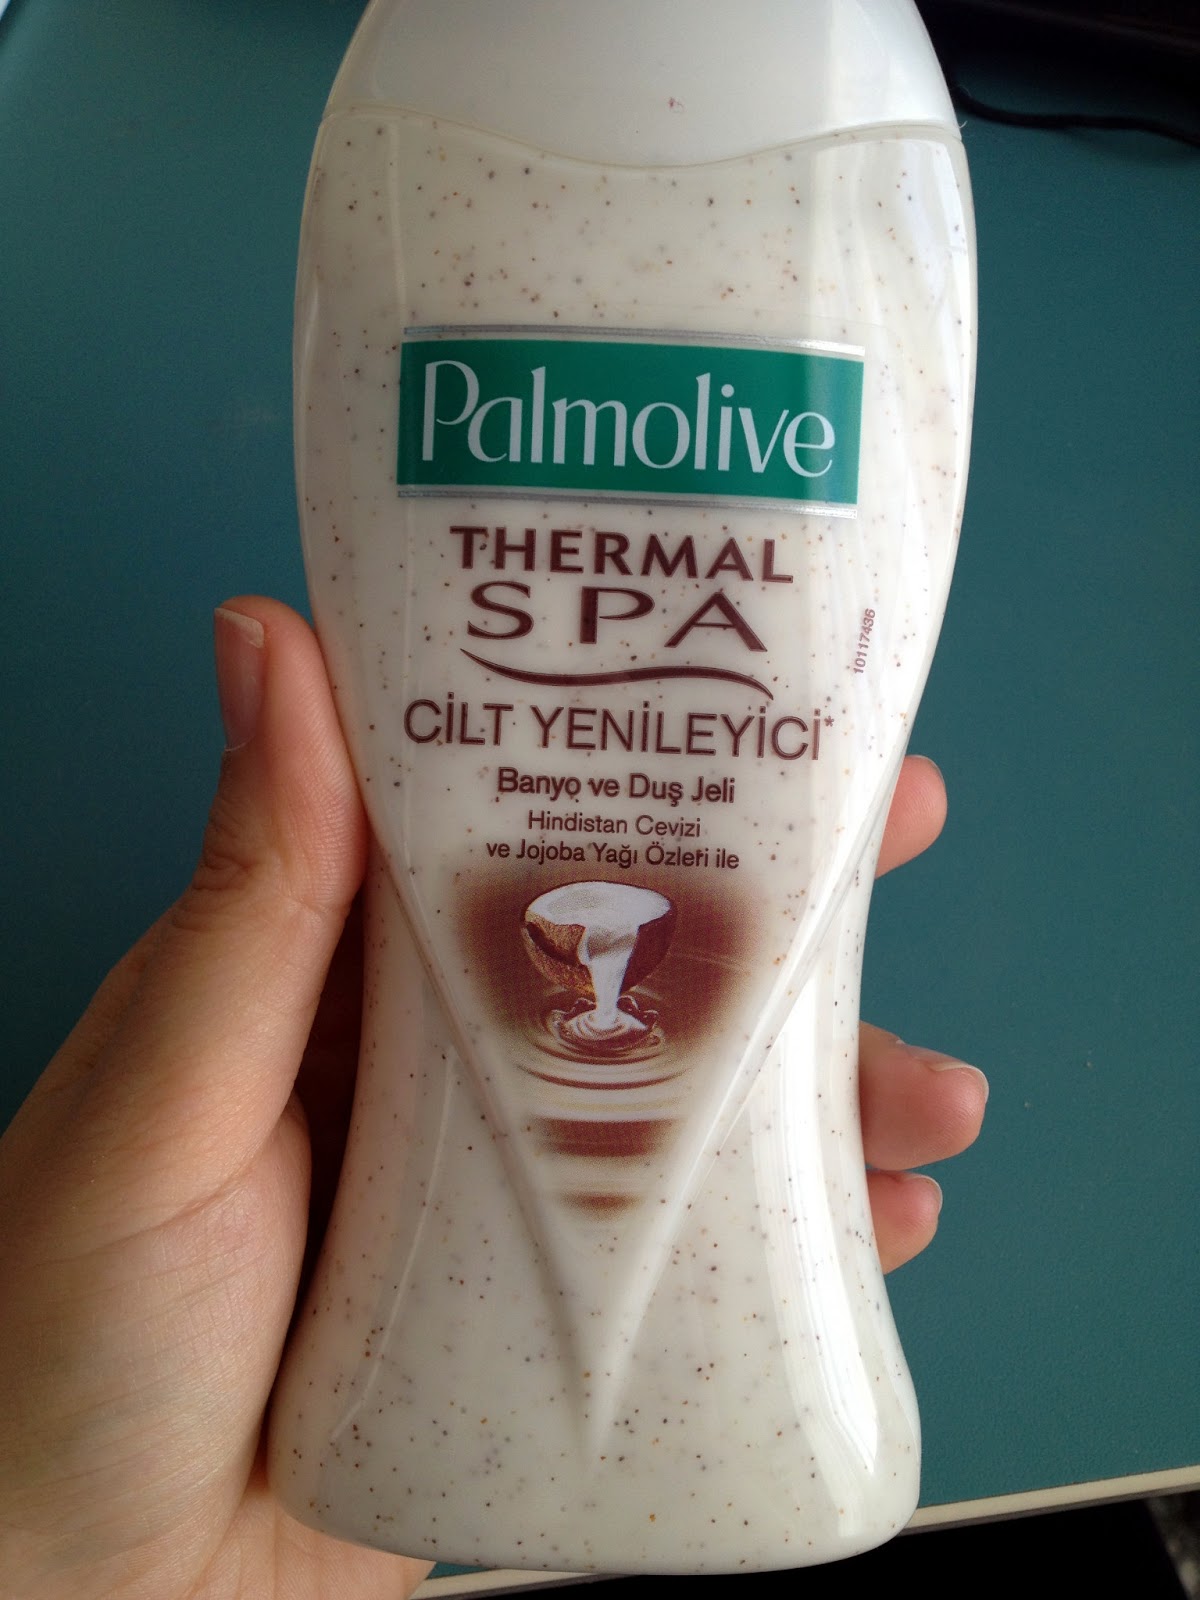 Palmolive
THERMAL
SPA
10117436
CİLT YENİLEYİCİ*
Banyo ve Duş Jeli
Hindistan Cevizi
ve Jojoba Yağı Özleri ile